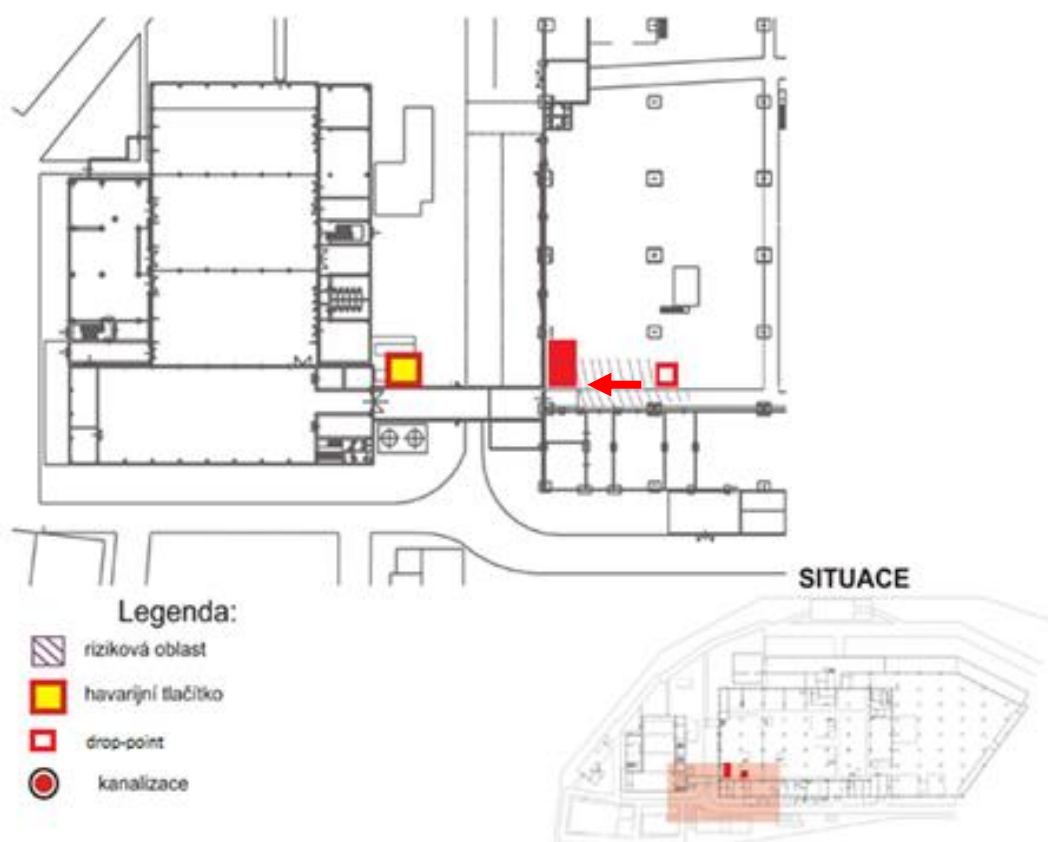 SITUACE
Legenda:
riziková oblast
havarijní tlačítko
drop-point
kanalizace